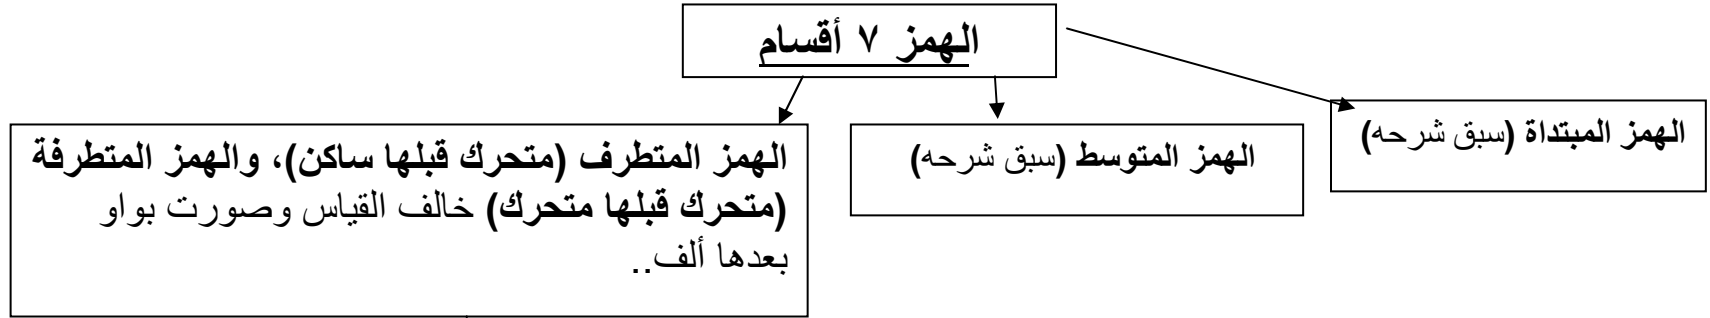 الهمز ٧ أقسام
الهمز المبتداة (سبق شرحه)
الهمز المتوسط (سبق شرحه)
الهمز المتطرف (متحرك قبلها ساكن)، والهمز المتطرفة
(متحرك قبلها متحرك) خالف القياس وصورت بواو
بعدها ألف..